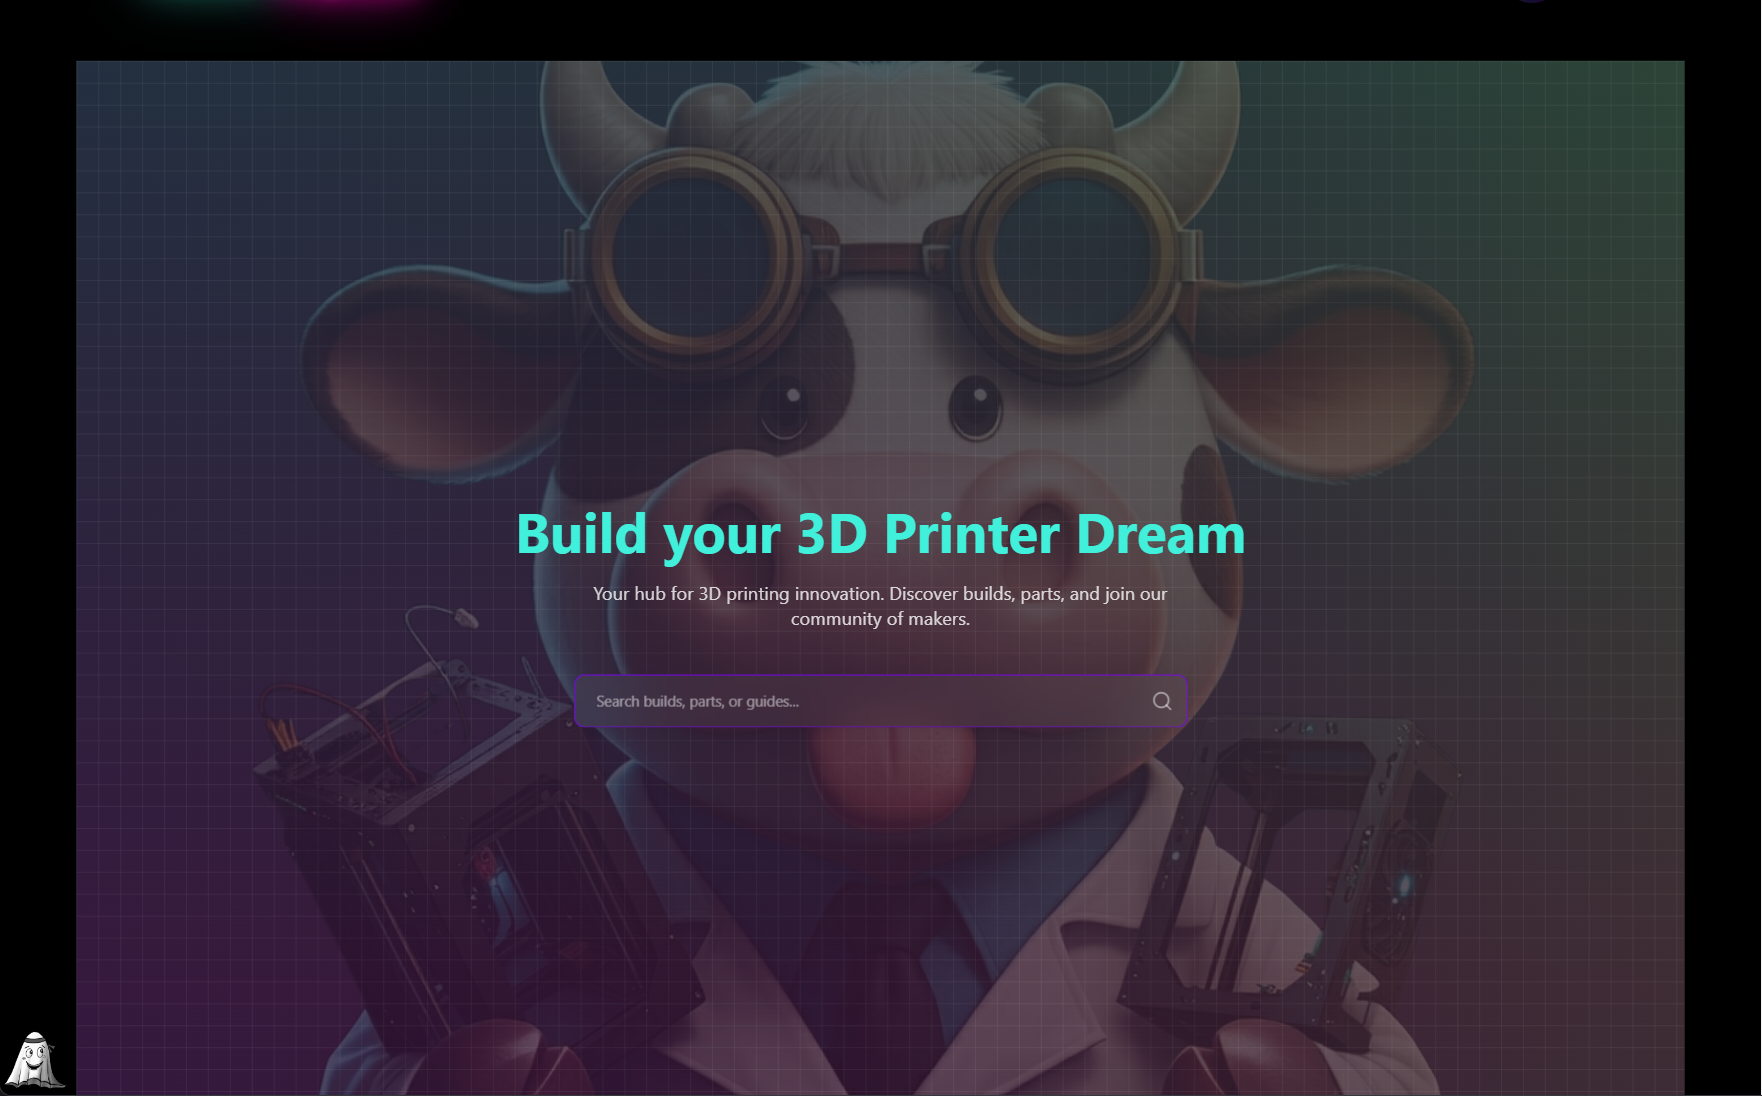 Build your 3D Printer Dream
Your hub for 3D printing innovation. Discover builds, parts, and join our
community of makers.
Search builds, parts, or guides...